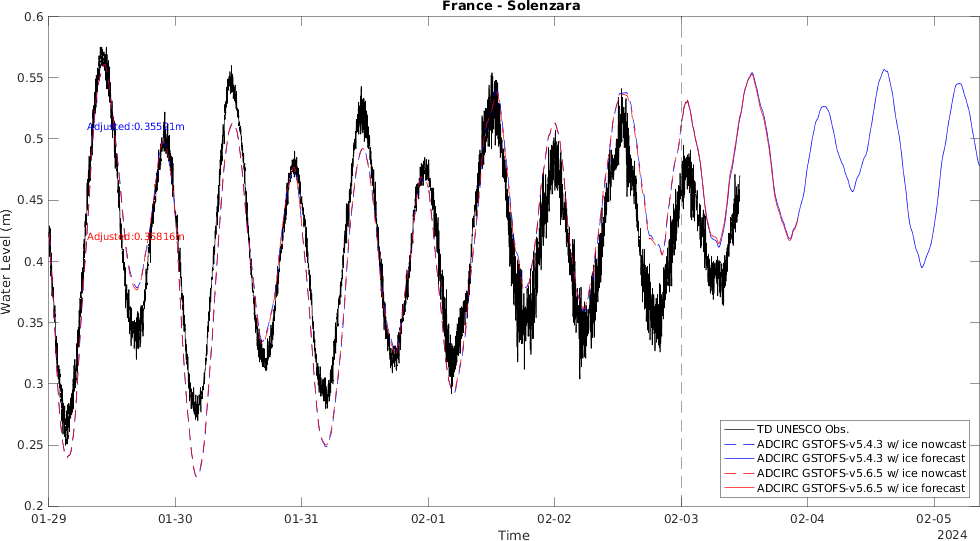 France - Solenzara
0.6
0.55
0.5
0.45
0.4
0.35
0.3
0.25
0.2
Water Level (m)
Adjusted:0.35521m
Adjusted:0.35816m
TD UNESCO Obs.
ADCIRC GSTOFS-v5.4.3 w/ ice nowcast
ADCIRC GSTOFS-v5.4.3 w/ ice forecast
ADCIRC GSTOFS-v5.6.5 w/ ice nowcast
ADCIRC GSTOFS-v5.6.5 w/ ice forecast
01-29 01-30 01-31 02-01 02-02 02-03 02-04 02-05
Time
2024